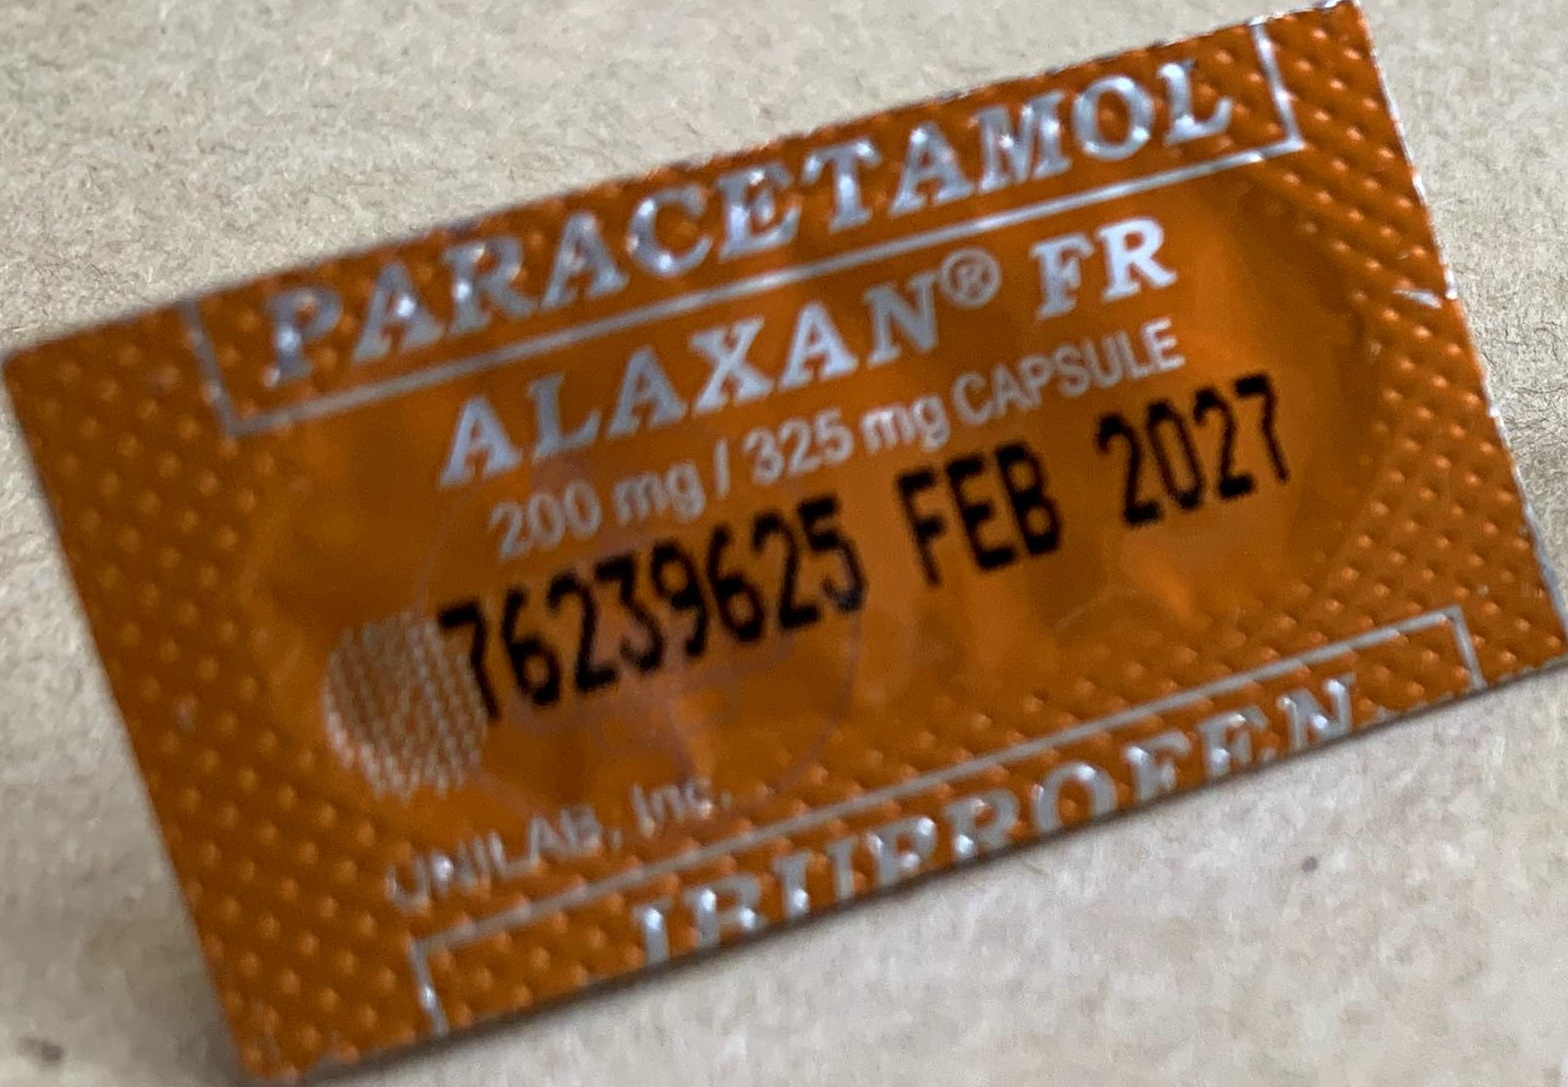 PARACETAMOL
ALAXAN® FR
200 mg / 325 mg CAPSULE
76239625 FEB 2027
UNILAB, Inc.
IBUPROFEN